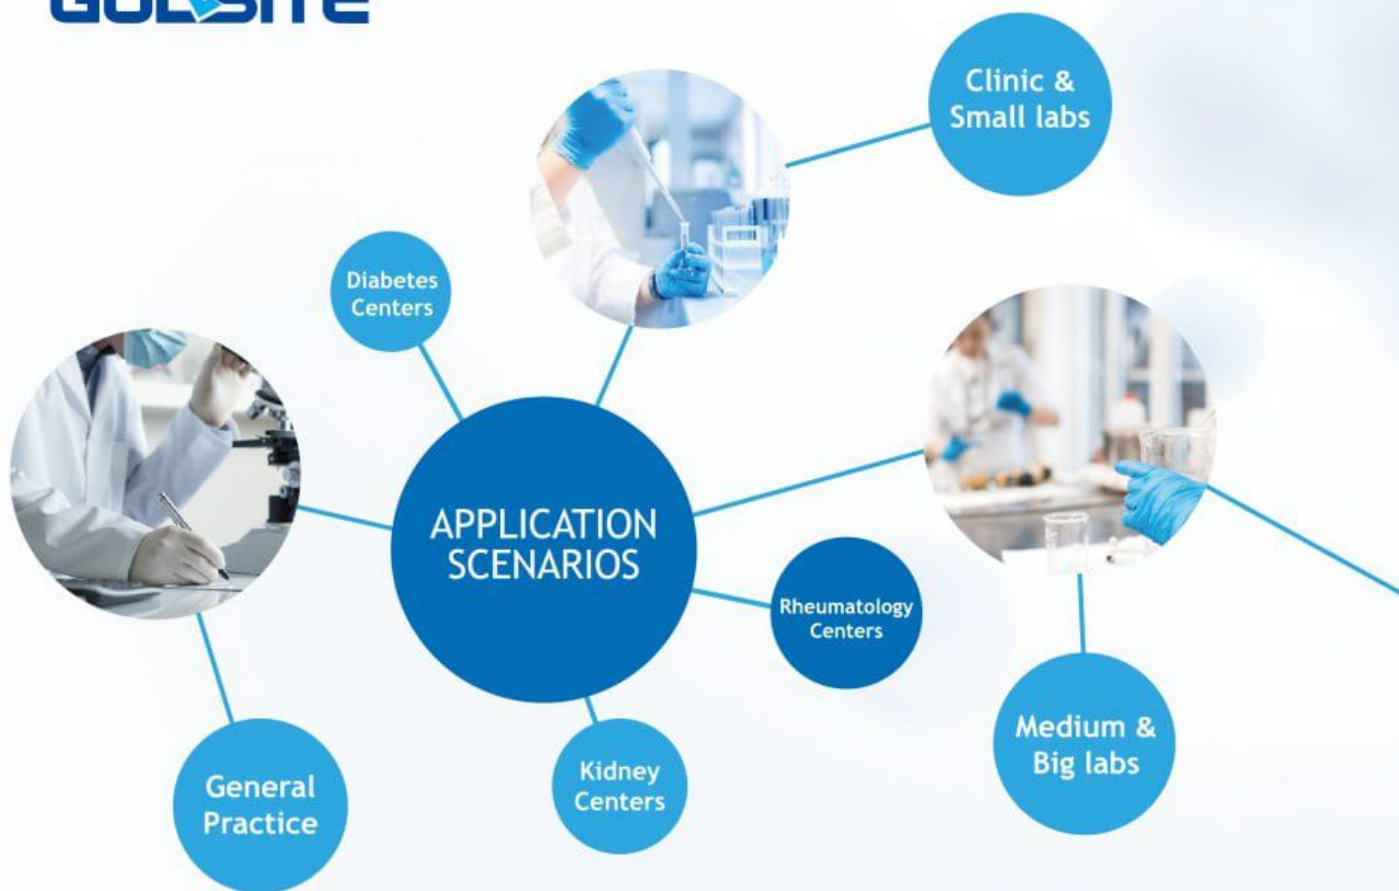 Clinic &
Small labs
Diabetes
Centers
APPLICATION
SCENARIOS
Rheumatology
Centers
Medium &
Big labs
Kidney
Centers
General
Practice